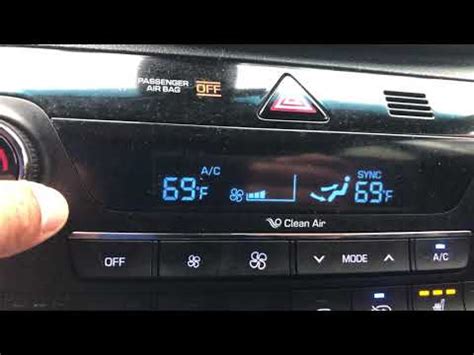 PASSENGER
AIR BAG OFF
A/C
69°F
SYNC
69°F
Clean Air
OFF
MODE
A/C